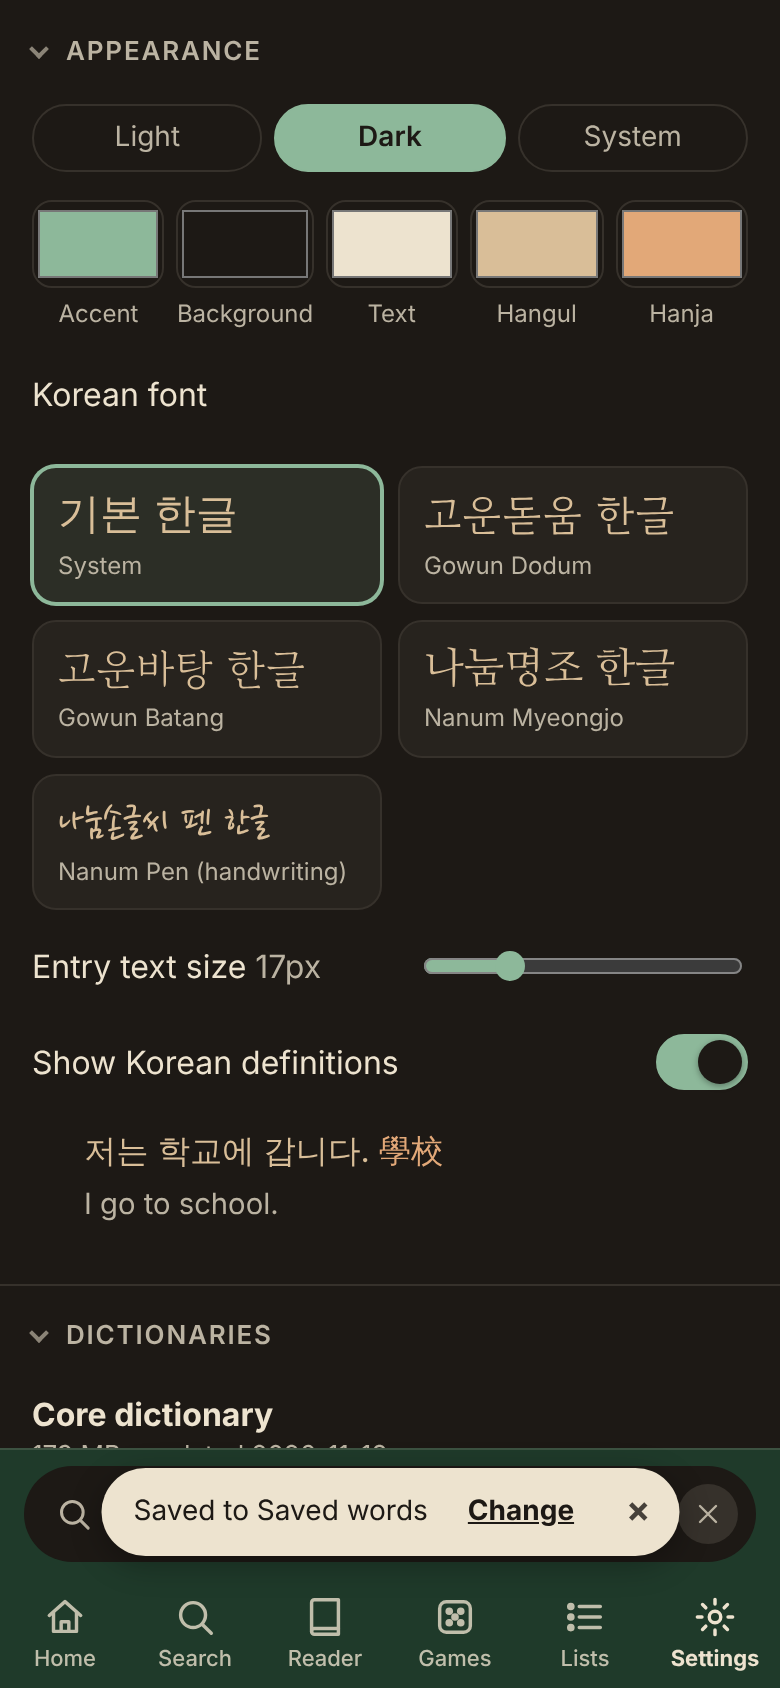 APPEARANCE
Light Dark System
Accent Background Text Hangul Hanja
Korean font
기본 한글
System
고운돋움 한글
Gowun Dodum
고운바탕 한글
Gowun Batang
나눔명조 한글
Nanum Myeongjo
나눔손글씨 펜 한글
Nanum Pen (handwriting)
Entry text size 17px
Show Korean definitions
저는 학교에 갑니다. 學校
I go to school.
DICTIONARIES
Core dictionary
Saved to Saved words Change
Home Search Reader Games Lists Settings